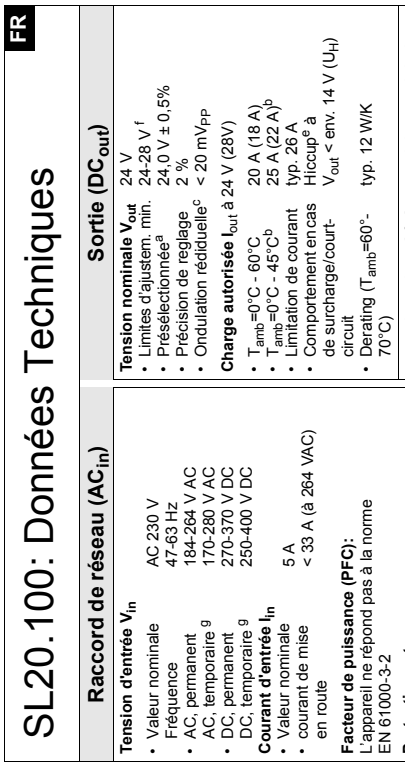 FR
SL20.100: Données Techniques
Raccord de réseau (ACin)
Tension d'entrée Vin
• Valeur nominale AC 230 V
Fréquence 47-63 Hz
• AC, permanent 184-264 V AC
AC, temporaire g 170-280 V AC
• DC, permanent 270-370 V DC
DC, temporaire g 250-400 V DC
Courant d'entrée Iin
• Valeur nominale 5 A
• courant de mise < 33 A (à 264 VAC)
en route
Facteur de puissance (PFC):
L'appareil ne répond pas à la norme
EN 61000-3-2
Sortie (DCout)
Tension nominale Vout 24 V
• Limites d'ajustem. min. 24-28 V f
• Présélectionnéea 24,0 V ± 0,5%
• Précision de reglage 2 %
• Ondulation rédiduellec < 20 mVPP
Charge autorisée Iout à 24 V (28V)
• Tamb=0°C - 60°C 20 A (18 A)
• Tamb=0°C - 45°Cb 25 A (22 A)b
• Limitation de courant typ. 26 A
• Comportement en cas Hiccupe à
de surcharge/court- Vout < env. 14 V (UH)
circuit
• Derating (Tamb=60°- typ. 12 W/K
70°C)